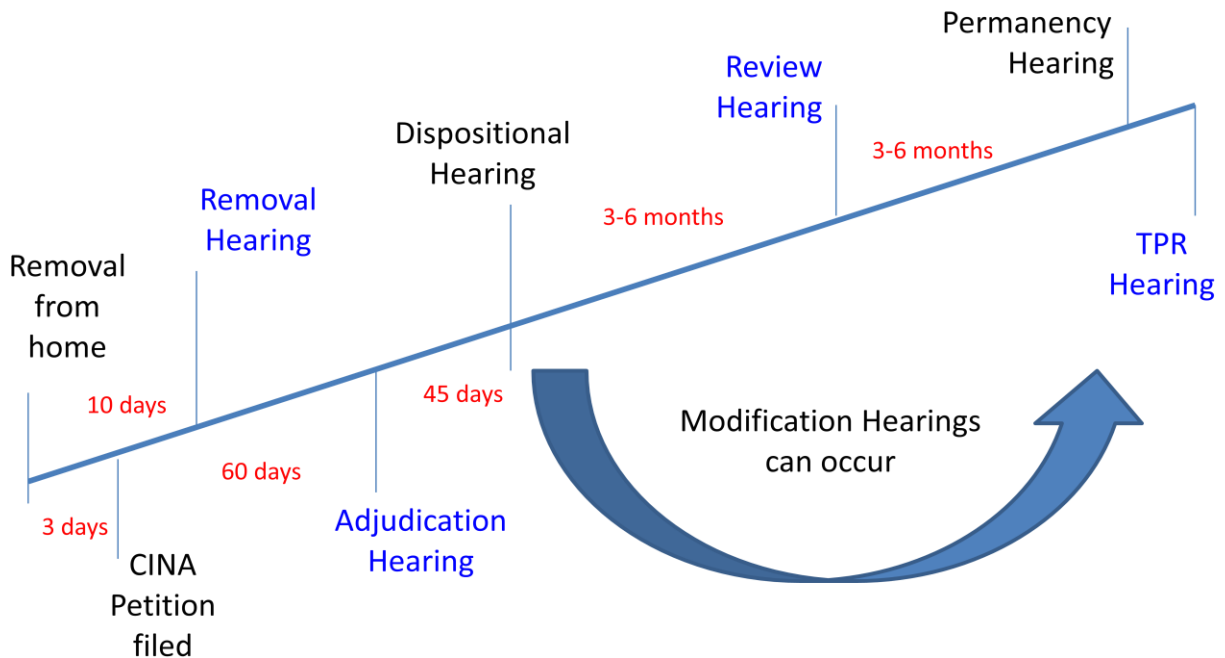 Removal
from
home
3 days
10 days
CINA
Petition
filed
Removal
Hearing
60 days
Adjudication
Hearing
45 days
Dispositional
Hearing
3-6 months
Review
Hearing
3-6 months
Permanency
Hearing
TPR
Hearing
Modification Hearings
can occur